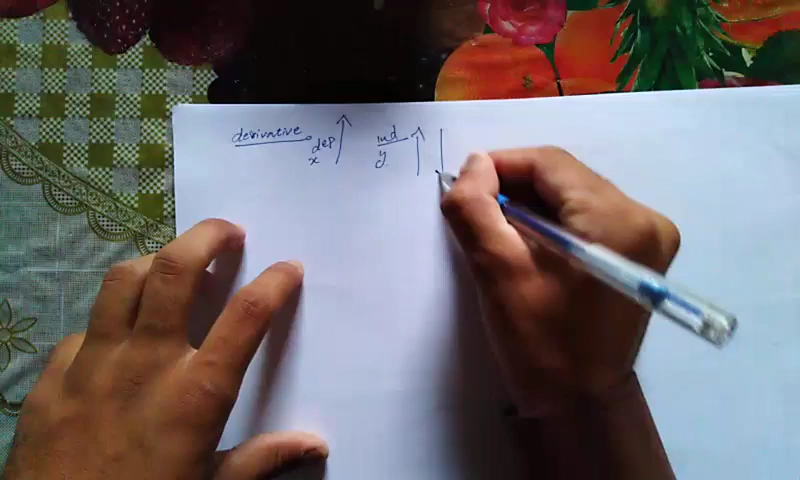 derivative
dep ind
x y